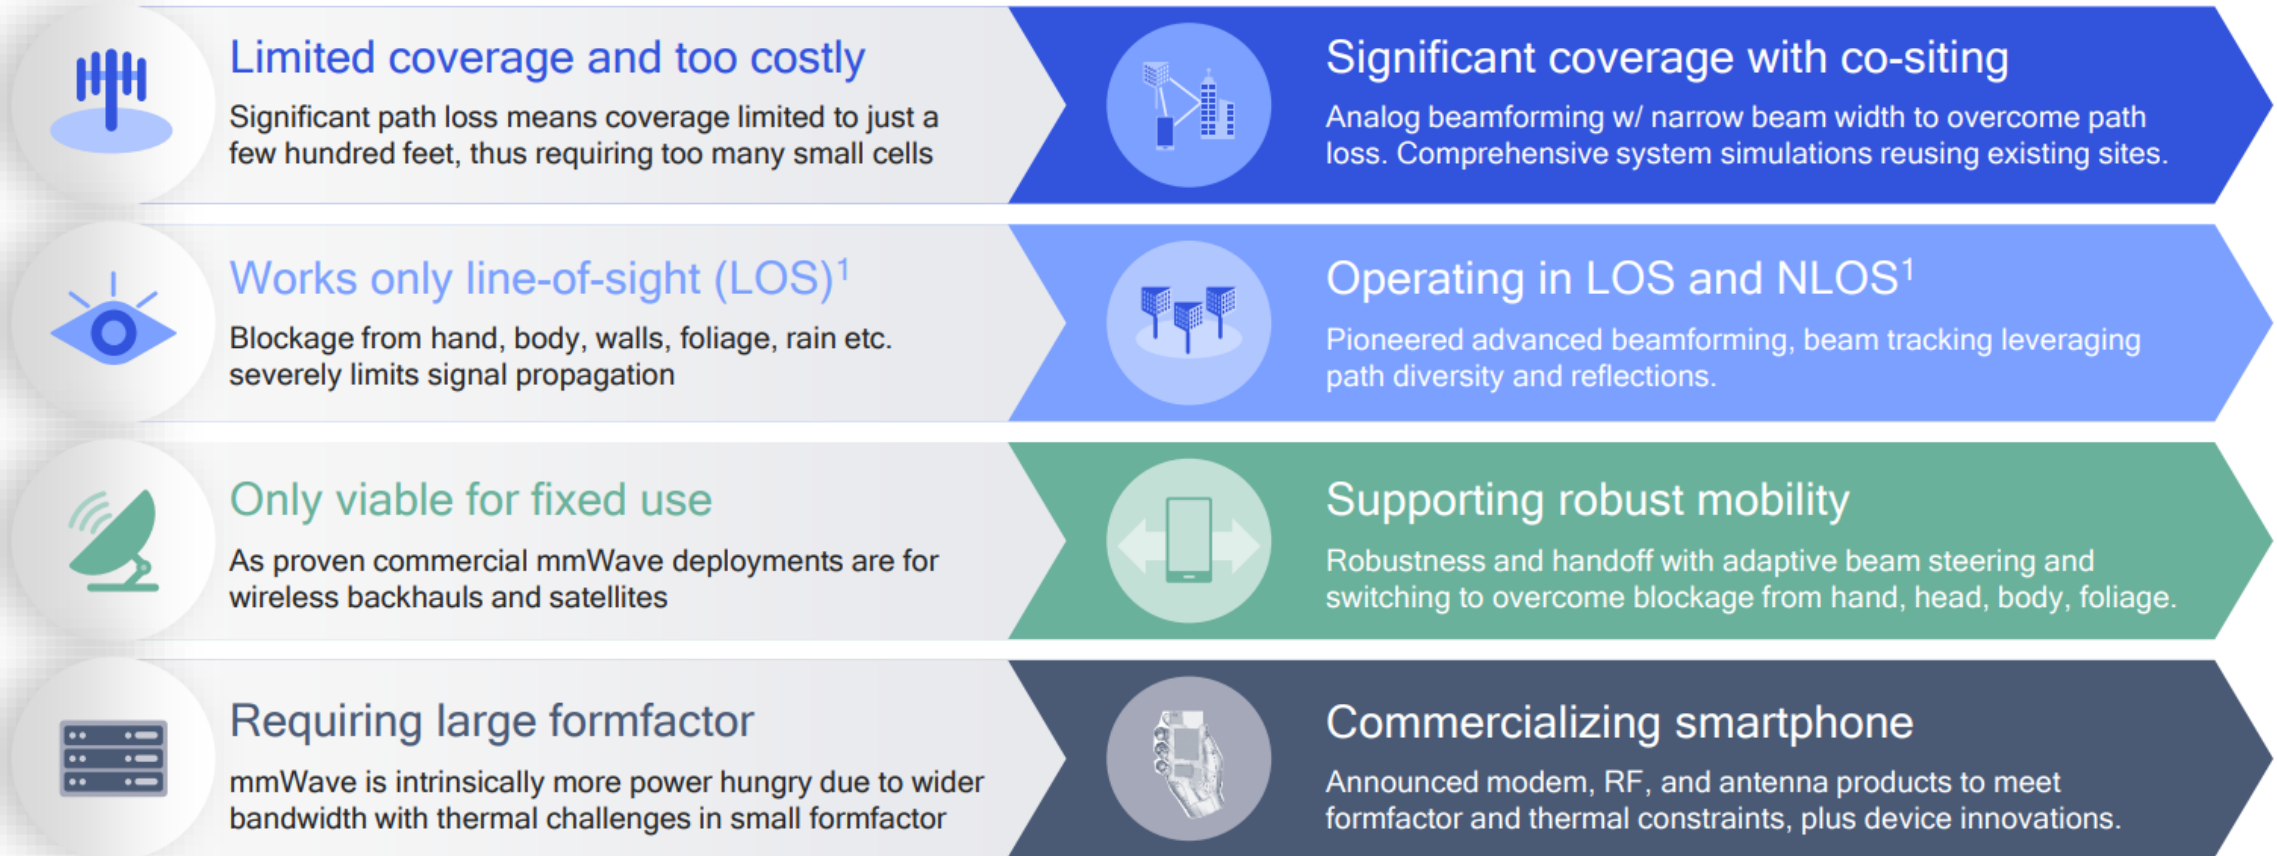 Limited coverage and too costly
Significant path loss means coverage limited to just a
few hundred feet, thus requiring too many small cells
Significant coverage with co-siting
Analog beamforming w/ narrow beam width to overcome path
loss. Comprehensive system simulations reusing existing sites.
Works only line-of-sight (LOS)¹
Blockage from hand, body, walls, foliage, rain etc.
severely limits signal propagation
Operating in LOS and NLOS¹
Pioneered advanced beamforming, beam tracking leveraging
path diversity and reflections.
Only viable for fixed use
As proven commercial mmWave deployments are for
wireless backhauls and satellites
Supporting robust mobility
Robustness and handoff with adaptive beam steering and
switching to overcome blockage from hand, head, body, foliage.
Requiring large formfactor
mmWave is intrinsically more power hungry due to wider
bandwidth with thermal challenges in small formfactor
Commercializing smartphone
Announced modem, RF, and antenna products to meet
formfactor and thermal constraints, plus device innovations.